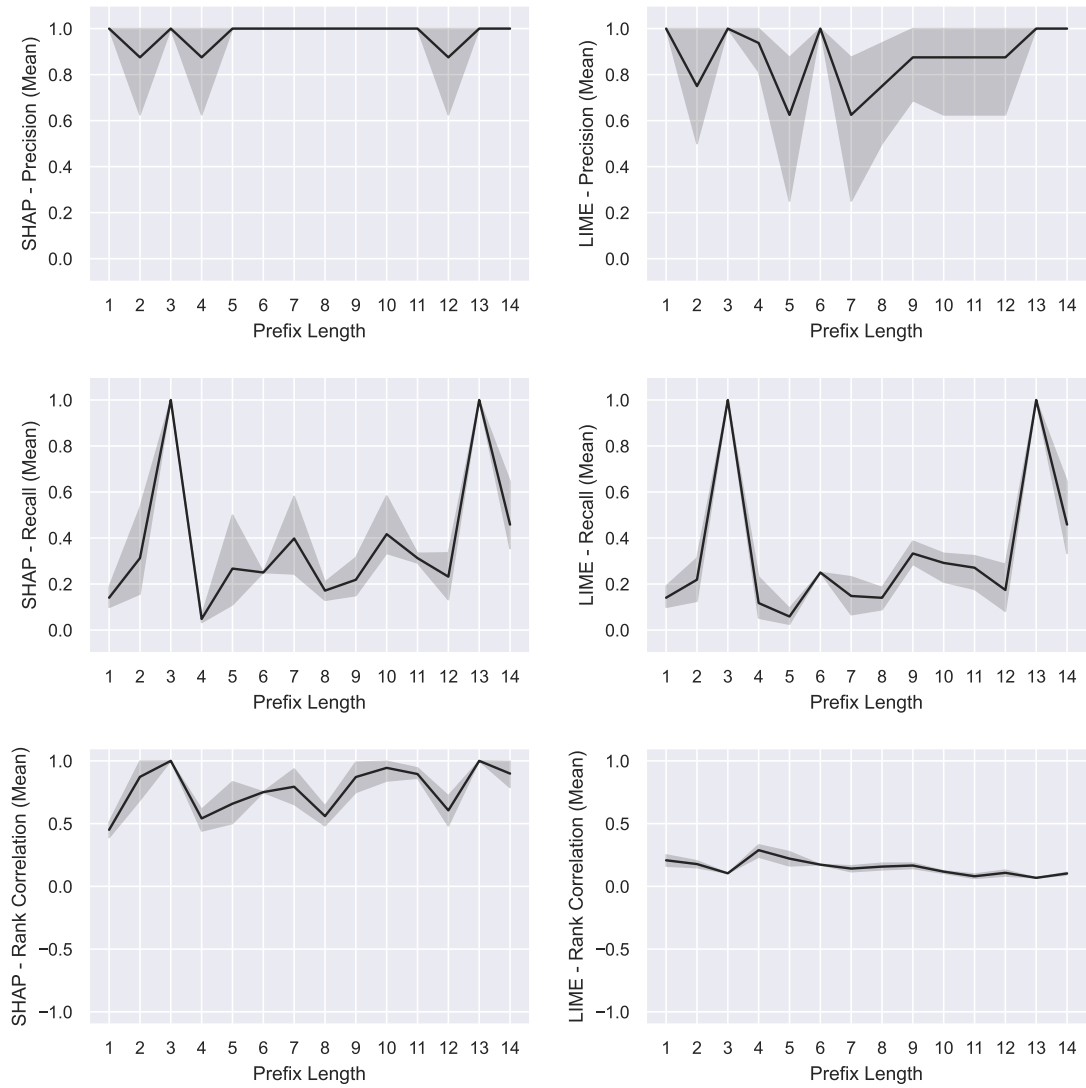 SHAP - Precision (Mean)
1.0
0.8
0.6
0.4
0.2
0.0
1 2 3 4 5 6 7 8 9 10 11 12 13 14
Prefix Length
LIME - Precision (Mean)
1.0
0.8
0.6
0.4
0.2
0.0
1 2 3 4 5 6 7 8 9 10 11 12 13 14
Prefix Length
SHAP - Recall (Mean)
1.0
0.8
0.6
0.4
0.2
0.0
1 2 3 4 5 6 7 8 9 10 11 12 13 14
Prefix Length
LIME - Recall (Mean)
1.0
0.8
0.6
0.4
0.2
0.0
1 2 3 4 5 6 7 8 9 10 11 12 13 14
Prefix Length
SHAP - Rank Correlation (Mean)
1.0
0.5
0.0
−0.5
−1.0
1 2 3 4 5 6 7 8 9 10 11 12 13 14
Prefix Length
LIME - Rank Correlation (Mean)
1.0
0.5
0.0
−0.5
−1.0
1 2 3 4 5 6 7 8 9 10 11 12 13 14
Prefix Length